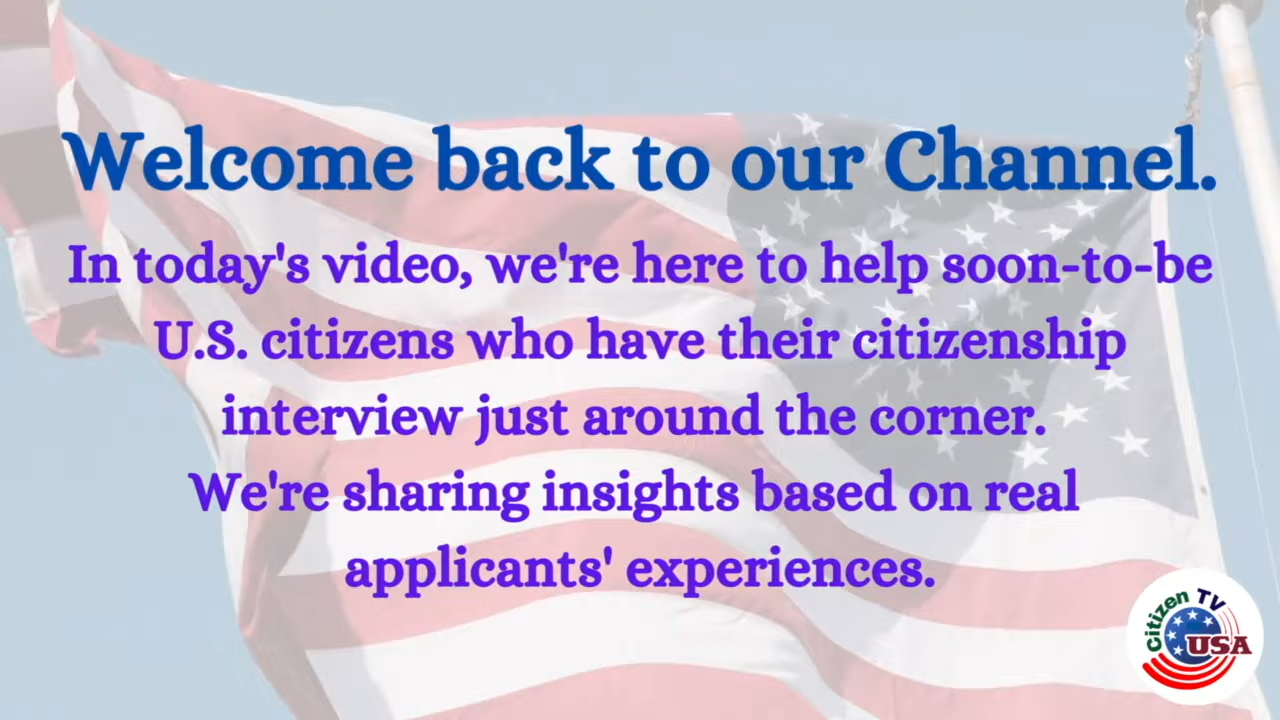 Welcome back to our Channel.
In today's video, we're here to help soon-to-be
U.S. citizens who have their citizenship
interview just around the corner.
We're sharing insights based on real
applicants' experiences.
Citizen TV
USA